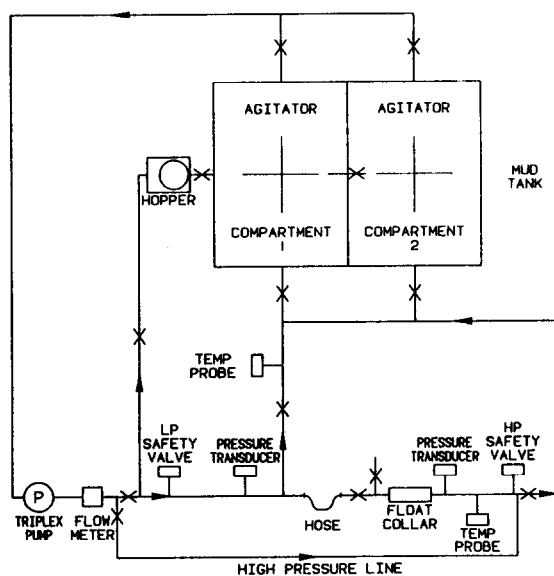 AGITATOR
AGITATOR
MUD
TANK
HOPPER
COMPARTMENT
1
COMPARTMENT
2
TEMP
PROBE
LP
SAFETY
VALVE
PRESSURE
TRANSDUCER
PRESSURE
TRANSDUCER
HP
SAFETY
VALVE
P
TRIPLEX
PUMP
FLOW
METER
HOSE
FLOAT
COLLAR
TEMP
PROBE
HIGH PRESSURE LINE